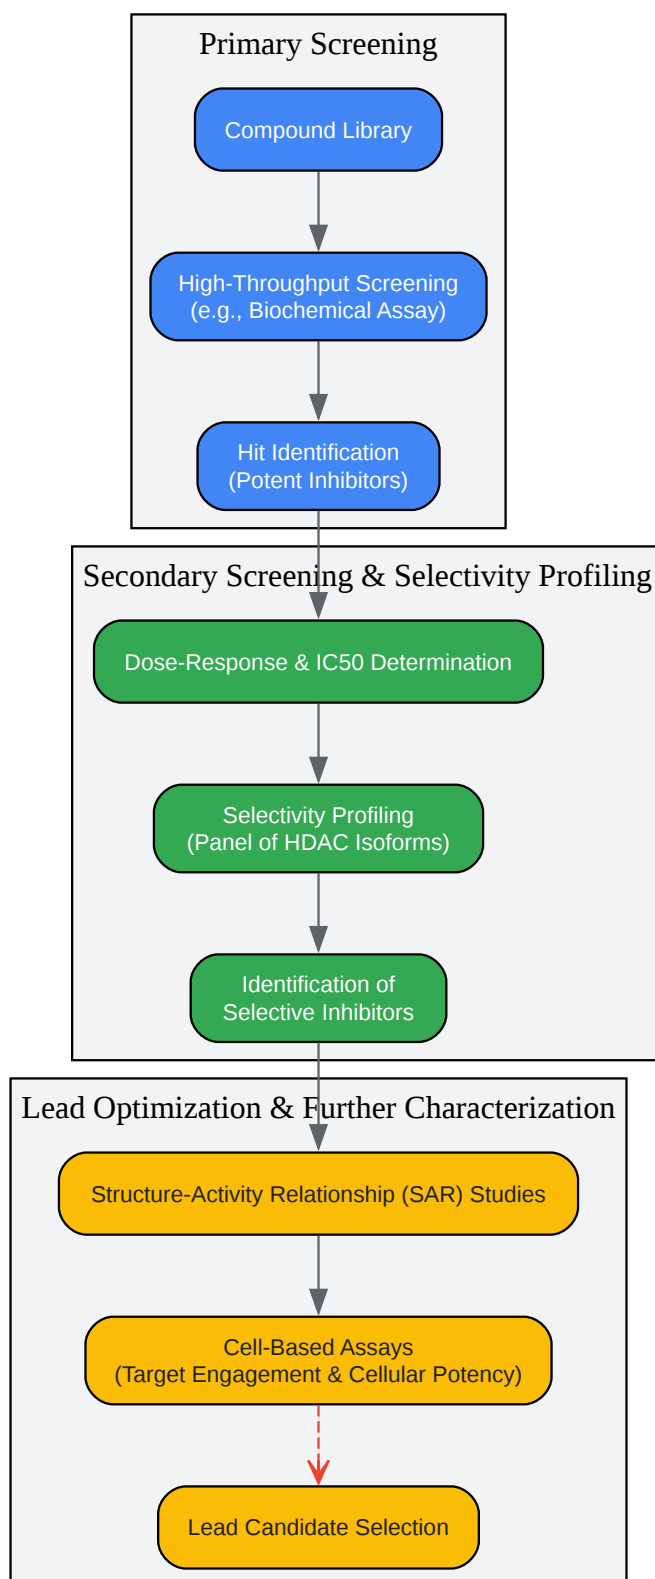 Primary Screening
Compound Library
High-Throughput Screening
(e.g., Biochemical Assay)
Hit Identification
(Potent Inhibitors)
Secondary Screening & Selectivity Profiling
Dose-Response & IC50 Determination
Selectivity Profiling
(Panel of HDAC Isoforms)
Identification of
Selective Inhibitors
Lead Optimization & Further Characterization
Structure-Activity Relationship (SAR) Studies
Cell-Based Assays
(Target Engagement & Cellular Potency)
Lead Candidate Selection